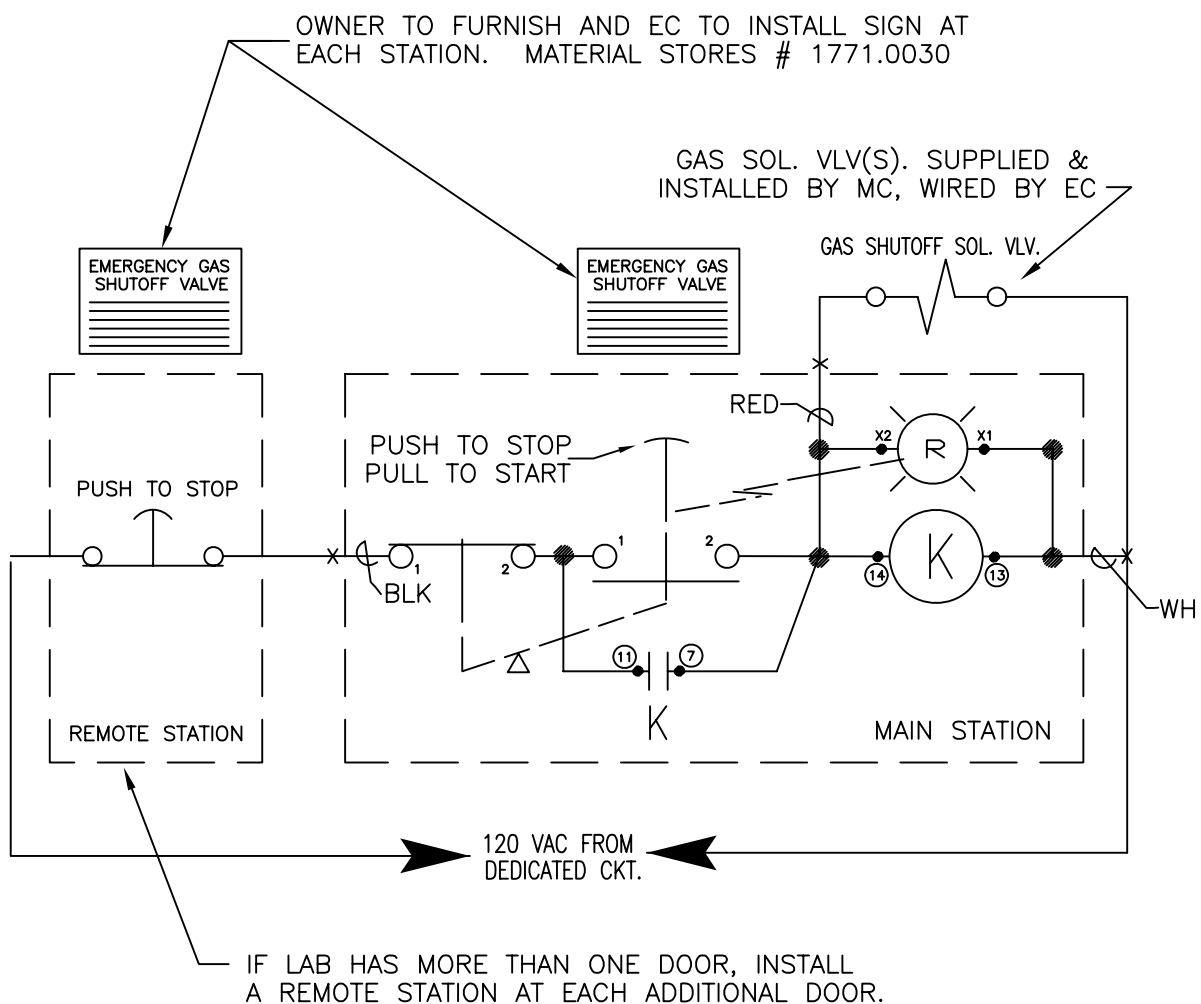 OWNER TO FURNISH AND EC TO INSTALL SIGN AT
EACH STATION. MATERIAL STORES # 1771.0030
GAS SOL. VLV(S). SUPPLIED &
INSTALLED BY MC, WIRED BY EC
GAS SHUTOFF SOL. VLV.
EMERGENCY GAS
SHUTOFF VALVE
EMERGENCY GAS
SHUTOFF VALVE
RED
X2
R
X1
PUSH TO STOP
PULL TO START
PUSH TO STOP
1
2
1
2
BLK
14
K
13
WH
11
7
K
REMOTE STATION
MAIN STATION
120 VAC FROM
DEDICATED CKT.
IF LAB HAS MORE THAN ONE DOOR, INSTALL
A REMOTE STATION AT EACH ADDITIONAL DOOR.